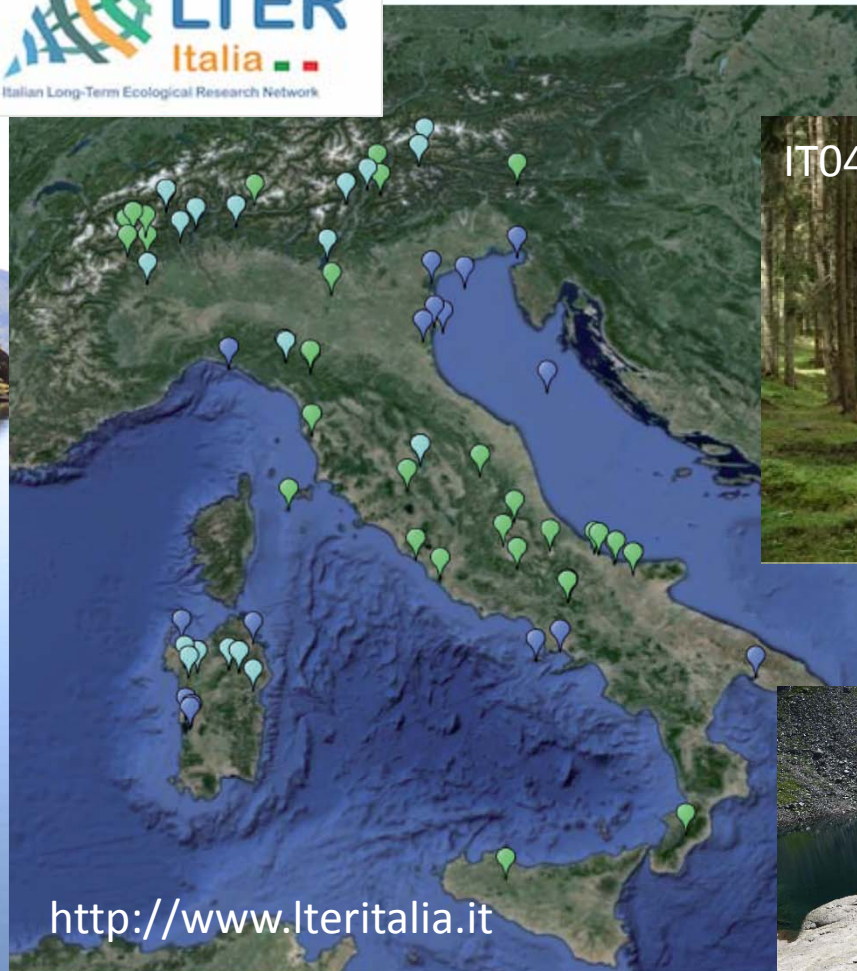 LTER
Italia
Italian Long-Term Ecological Research Network
IT04
http://www.lteritalia.it